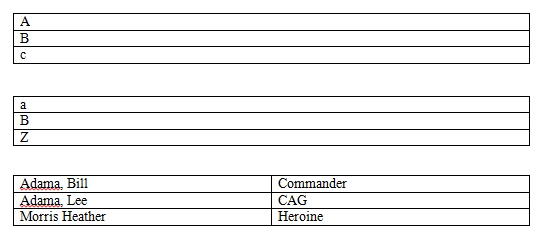 A
B
c
a
B
Z
Adama, Bill Commander
Adama, Lee CAG
Morris Heather Heroine